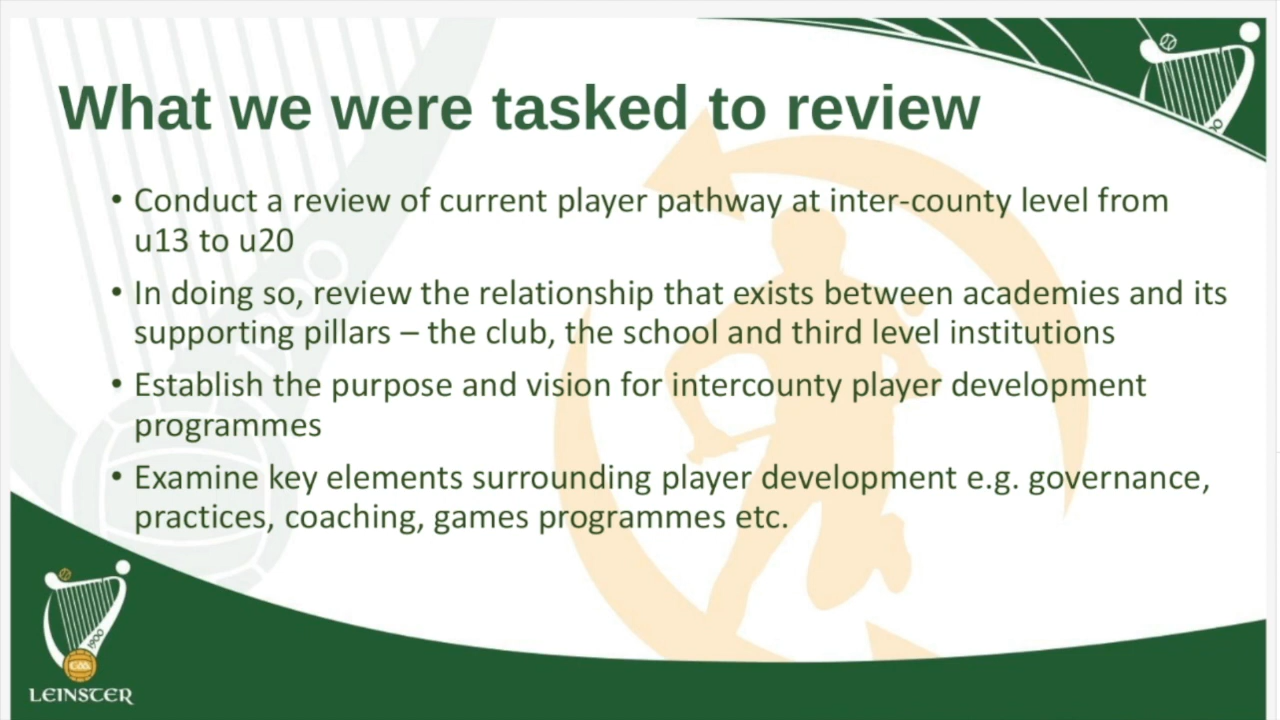 What we were tasked to review
• Conduct a review of current player pathway at inter-county level from
u13 to u20
• In doing so, review the relationship that exists between academies and its
supporting pillars – the club, the school and third level institutions
• Establish the purpose and vision for intercounty player development
programmes
• Examine key elements surrounding player development e.g. governance,
practices, coaching, games programmes etc.
1900
GAA
LEINSTER